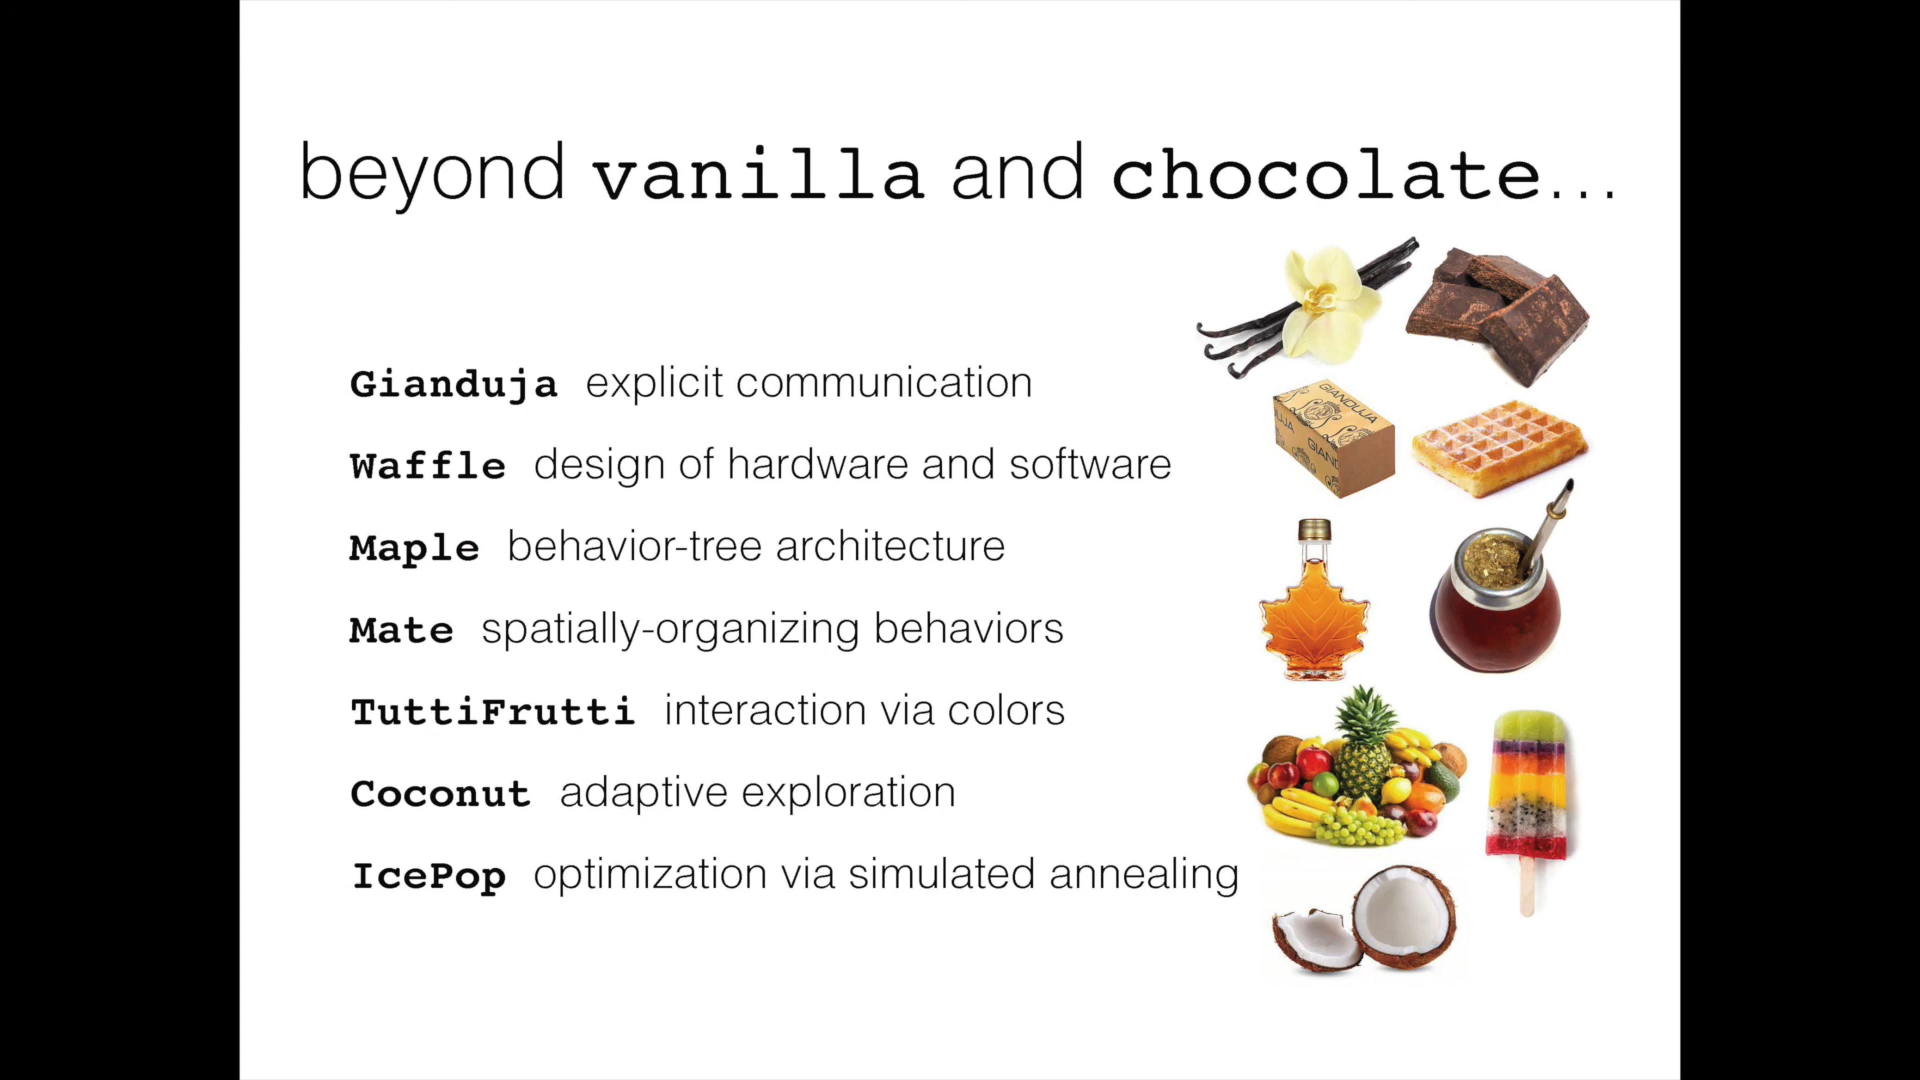 beyond vanilla and chocolate...
Gianduja explicit communication
Waffle design of hardware and software
Maple behavior-tree architecture
Mate spatially-organizing behaviors
TuttiFrutti interaction via colors
Coconut adaptive exploration
IcePop optimization via simulated annealing
GIANDUJA